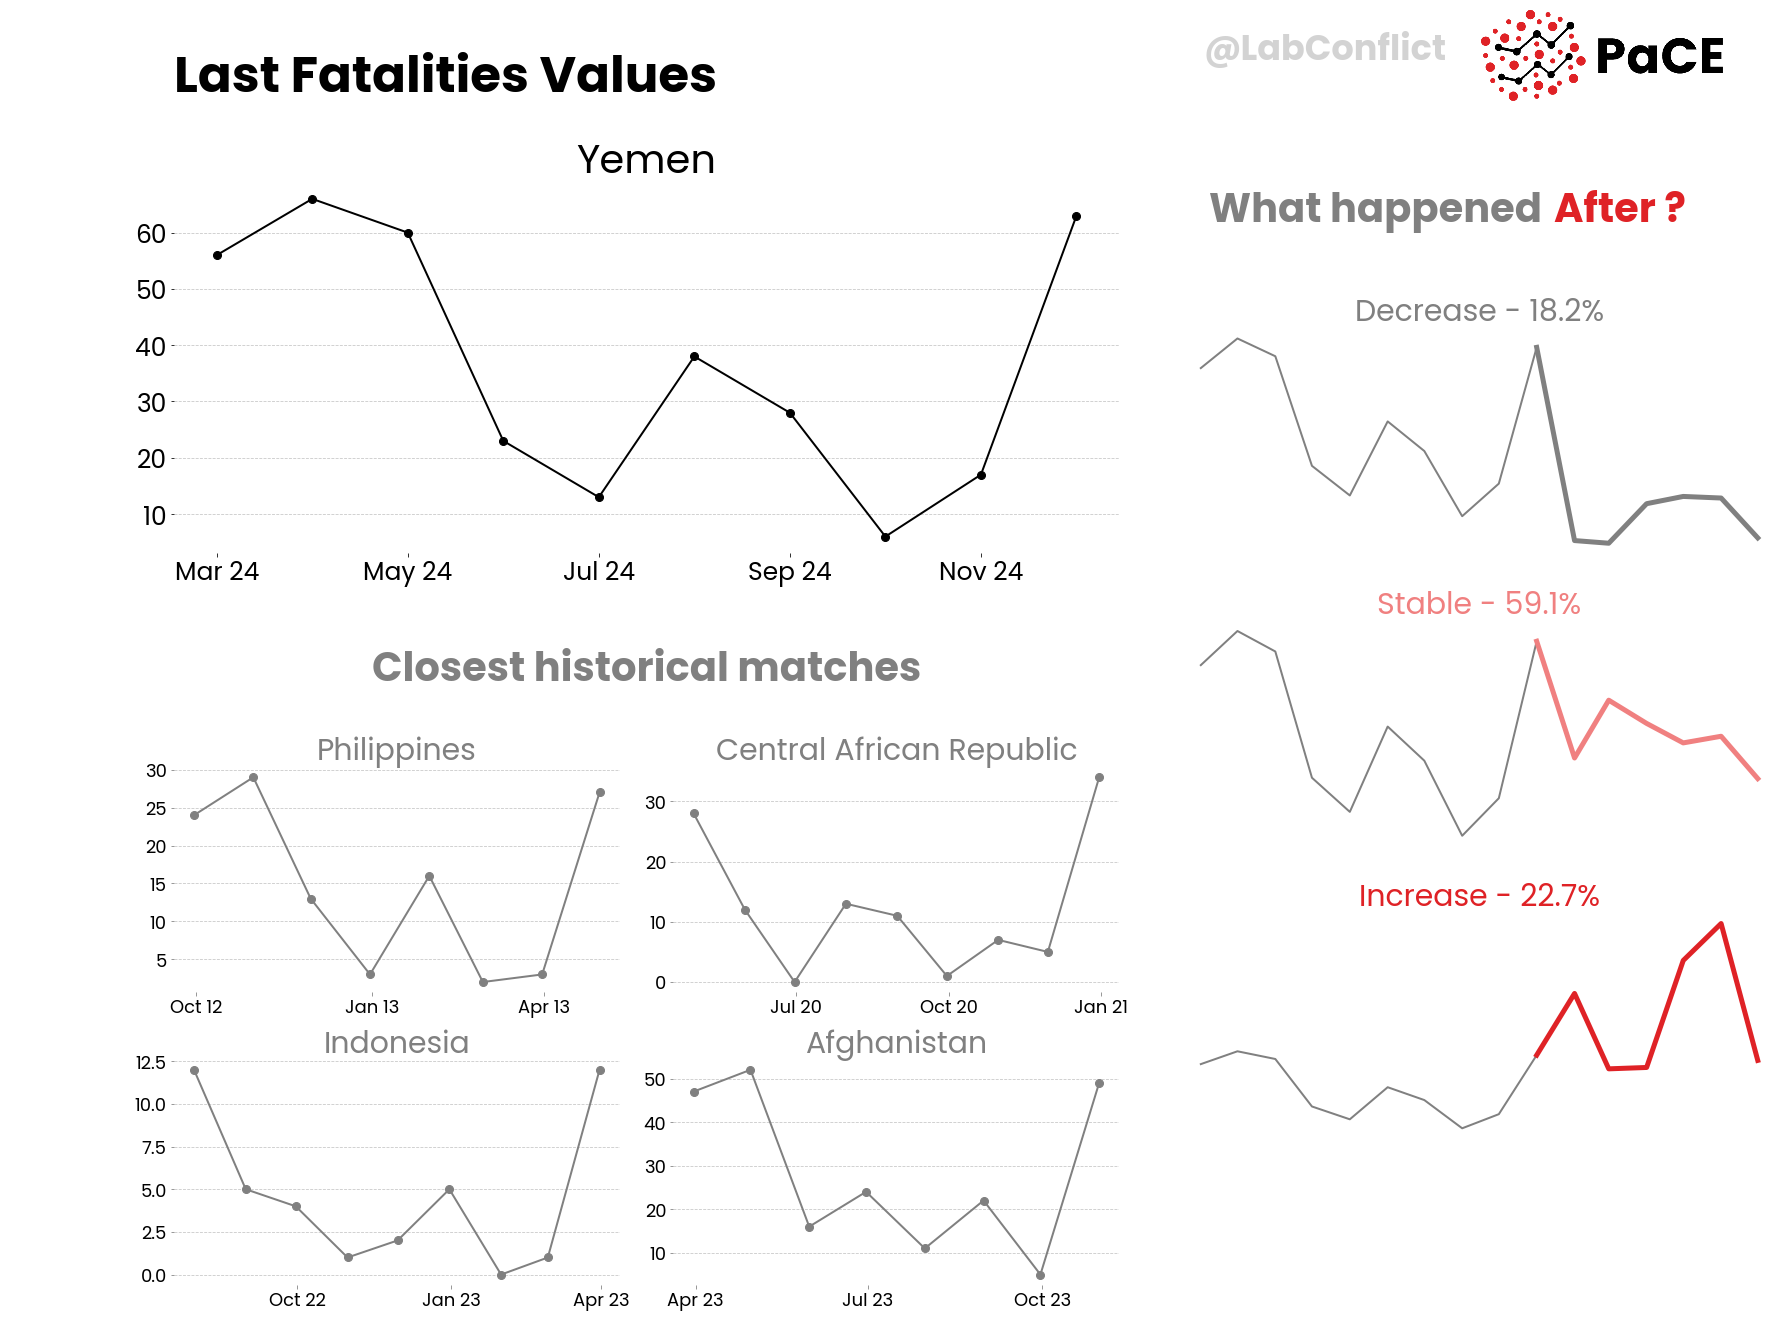 @LabConflict
PaCE
Last Fatalities Values
Yemen
60
50
40
30
20
10
Mar 24 May 24 Jul 24 Sep 24 Nov 24
What happened After ?
Decrease - 18.2%
Stable - 59.1%
Increase - 22.7%
Closest historical matches
Philippines
30
25
20
15
10
5
Oct 12 Jan 13 Apr 13
Central African Republic
30
20
10
0
Jul 20 Oct 20 Jan 21
Indonesia
12.5
10.0
7.5
5.0
2.5
0.0
Oct 22 Jan 23 Apr 23
Afghanistan
50
40
30
20
10
Apr 23 Jul 23 Oct 23